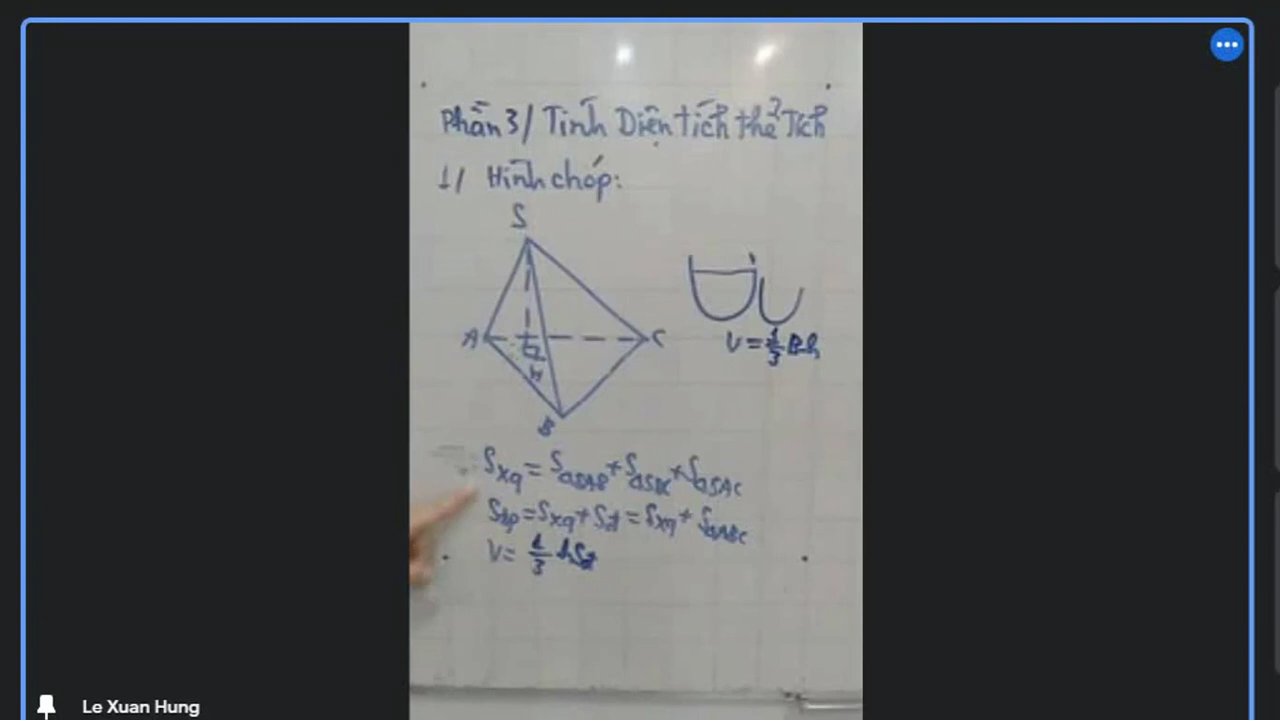 Phần 3/ Tính Diện tích thể Tích
1/ Hình chóp:
S
A
C
H
B
V = 1/3 Bh
Sxq = SΔSAB + SΔSBC + SΔSAC
Stp = Sxq + Sđ = Sxq + SΔABC
V = 1/3 hSđ
Le Xuan Hung